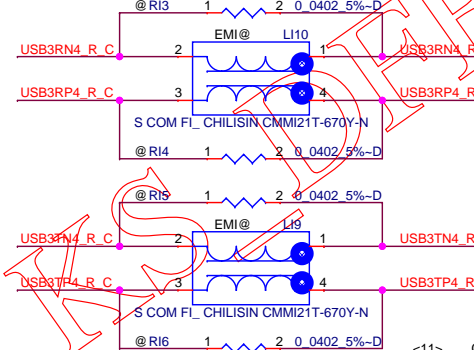 @ RI3 1 2 0_0402_5%~D
EMI@ LI10
USB3RN4_R_C 2 1 USB3RN4_R
USB3RP4_R_C 3 4 USB3RP4_R
S COM FI_ CHILISIN CMMI21T-670Y-N
@ RI4 1 2 0_0402_5%~D
@ RI5 1 2 0_0402_5%~D
EMI@ LI9
USB3TN4_R_C 2 1 USB3TN4_R
USB3TP4_R_C 3 4 USB3TP4_R
S COM FI_ CHILISIN CMMI21T-670Y-N
@ RI6 1 2 0_0402_5%~D
<11>